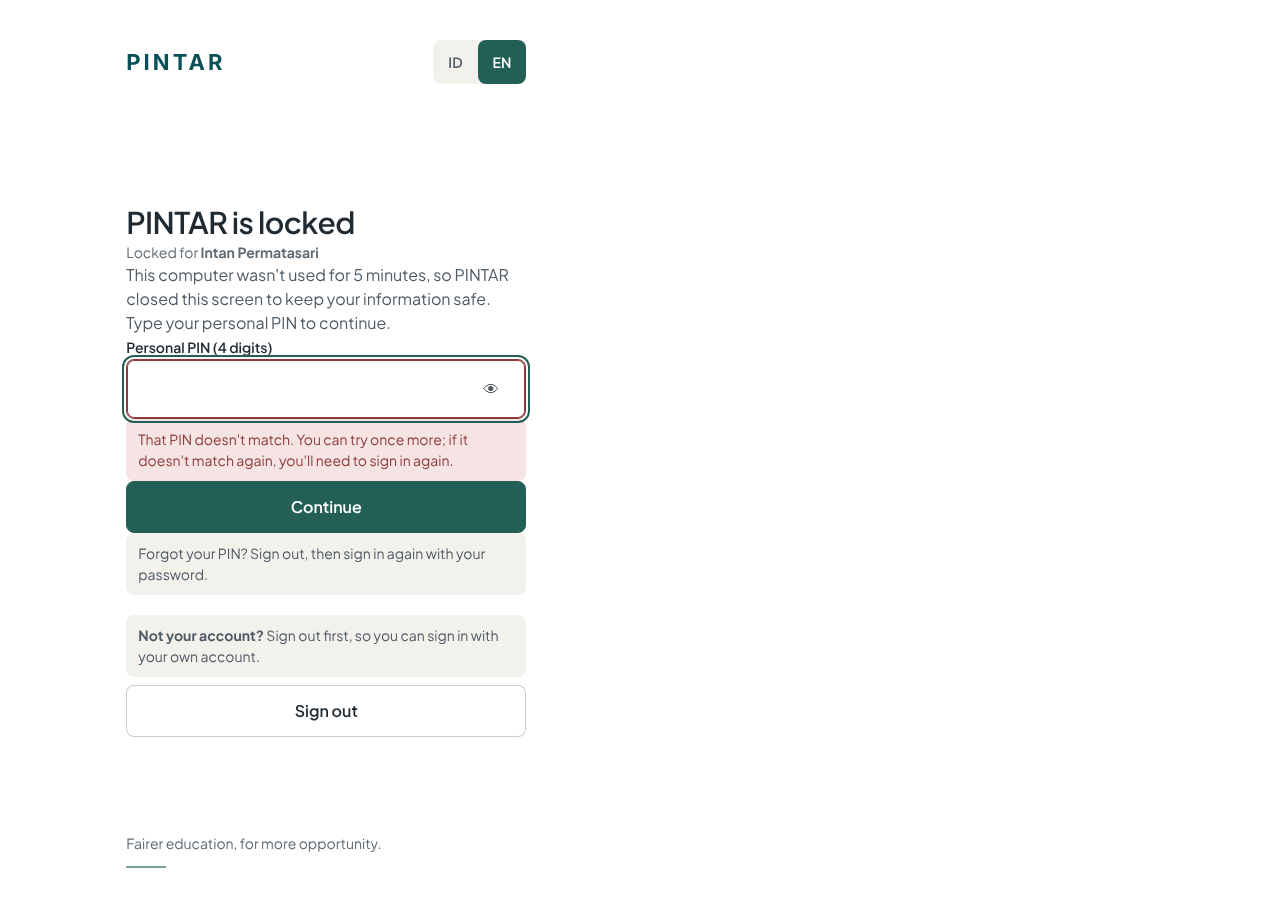 PINTAR
ID
EN
PINTAR is locked
Locked for Intan Permatasari
This computer wasn't used for 5 minutes, so PINTAR
closed this screen to keep your information safe.
Type your personal PIN to continue.
Personal PIN (4 digits)
That PIN doesn't match. You can try once more; if it
doesn't match again, you'll need to sign in again.
Continue
Forgot your PIN? Sign out, then sign in again with your
password.
Not your account? Sign out first, so you can sign in with
your own account.
Sign out
Fairer education, for more opportunity.